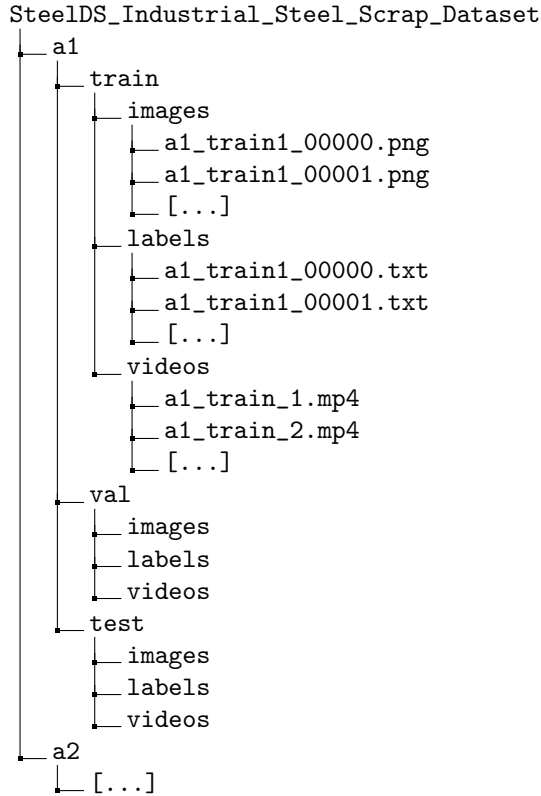 SteelDS_Industrial_Steel_Scrap_Dataset
a1
train
images
a1_train1_00000.png
a1_train1_00001.png
[...]
labels
a1_train1_00000.txt
a1_train1_00001.txt
[...]
videos
a1_train_1.mp4
a1_train_2.mp4
[...]
val
images
labels
videos
test
images
labels
videos
a2
[...]